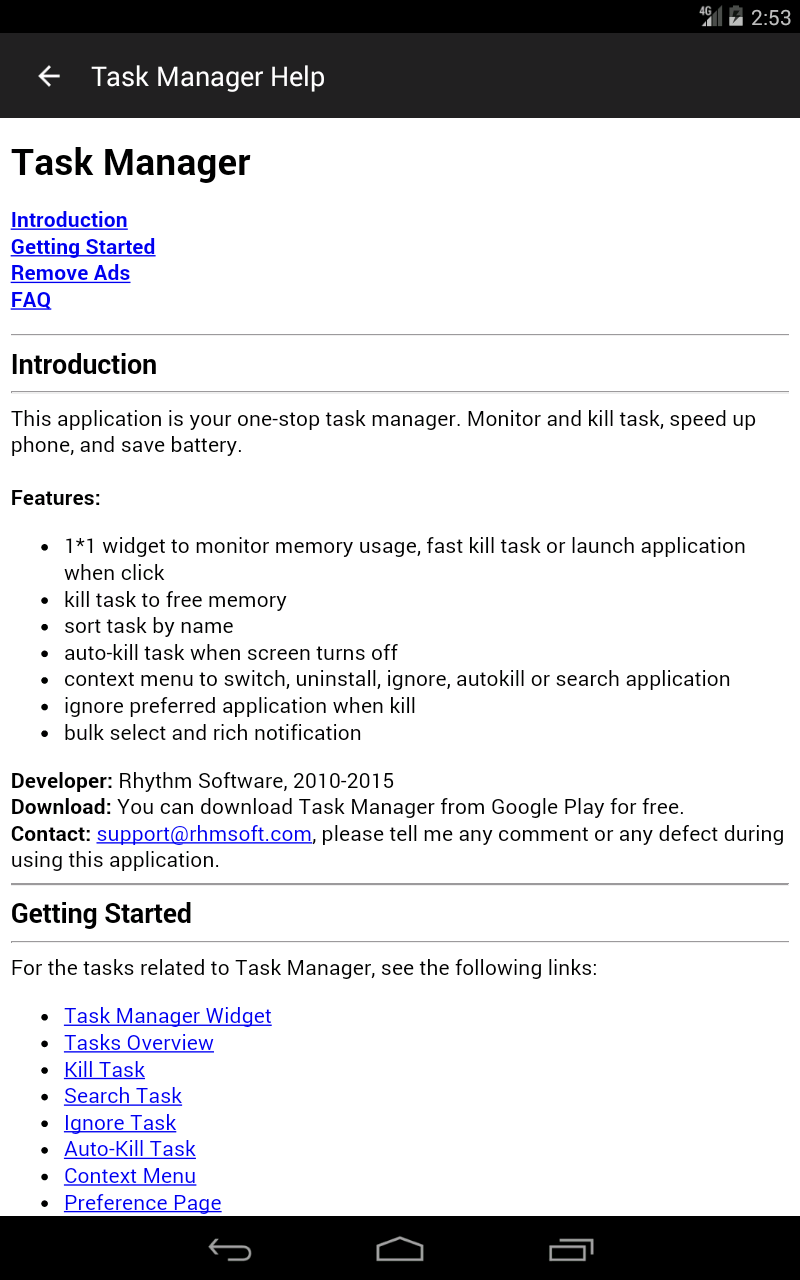 4G 2:53
Task Manager Help
Task Manager
Introduction
Getting Started
Remove Ads
FAQ
Introduction
This application is your one-stop task manager. Monitor and kill task, speed up
phone, and save battery.
Features:
1*1 widget to monitor memory usage, fast kill task or launch application
when click
kill task to free memory
sort task by name
auto-kill task when screen turns off
context menu to switch, uninstall, ignore, autokill or search application
ignore preferred application when kill
bulk select and rich notification
Developer: Rhythm Software, 2010-2015
Download: You can download Task Manager from Google Play for free.
Contact: support@rhmsoft.com, please tell me any comment or any defect during
using this application.
Getting Started
For the tasks related to Task Manager, see the following links:
Task Manager Widget
Tasks Overview
Kill Task
Search Task
Ignore Task
Auto-Kill Task
Context Menu
Preference Page